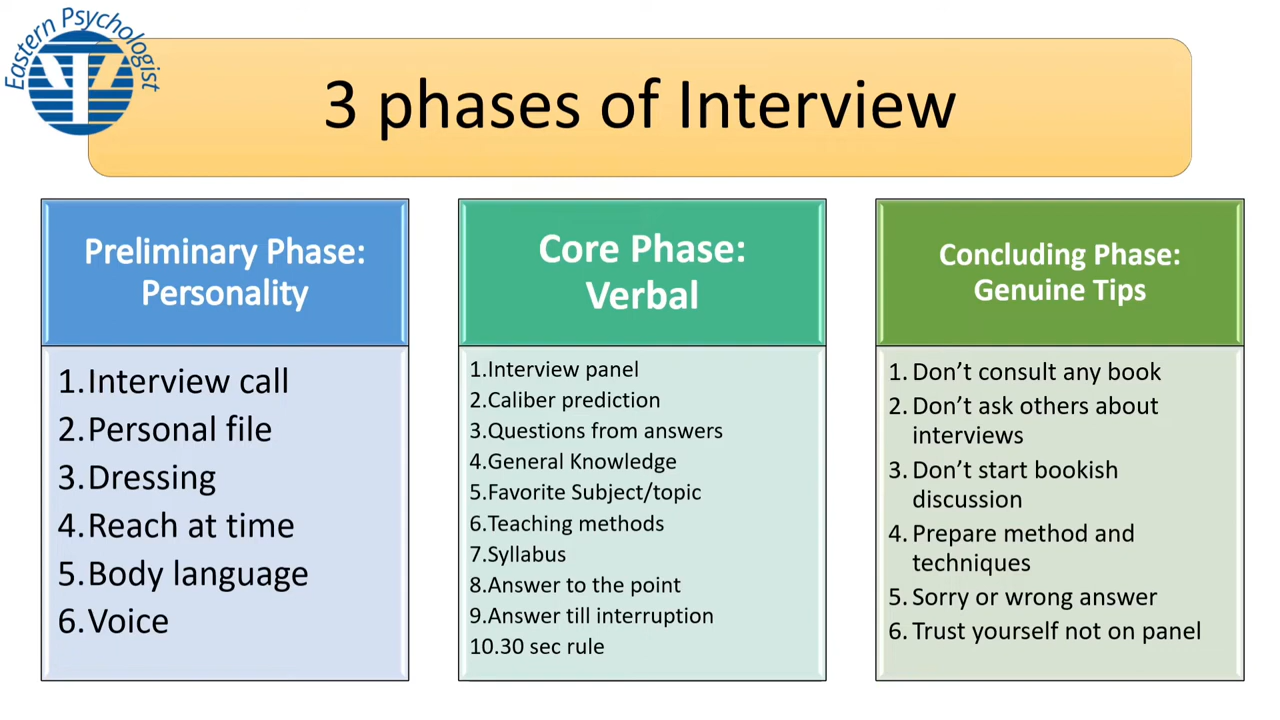 Eastern Psychologist
3 phases of Interview
Preliminary Phase:
Personality
1.Interview call
2.Personal file
3.Dressing
4.Reach at time
5.Body language
6.Voice
Core Phase:
Verbal
1.Interview panel
2.Caliber prediction
3.Questions from answers
4.General Knowledge
5.Favorite Subject/topic
6.Teaching methods
7.Syllabus
8.Answer to the point
9.Answer till interruption
10.30 sec rule
Concluding Phase:
Genuine Tips
1. Don’t consult any book
2. Don’t ask others about
interviews
3. Don’t start bookish
discussion
4. Prepare method and
techniques
5. Sorry or wrong answer
6. Trust yourself not on panel